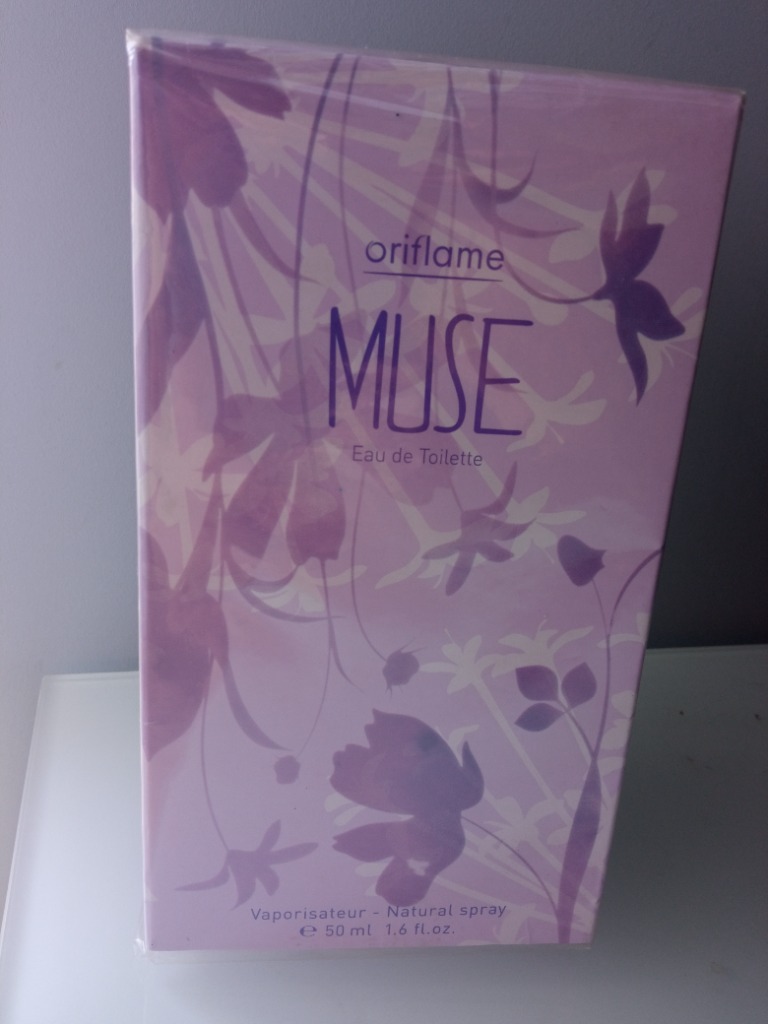 oriflame
MUSE
Eau de Toilette
Vaporisateur - Natural spray
℮ 50 ml 1.6 fl.oz.